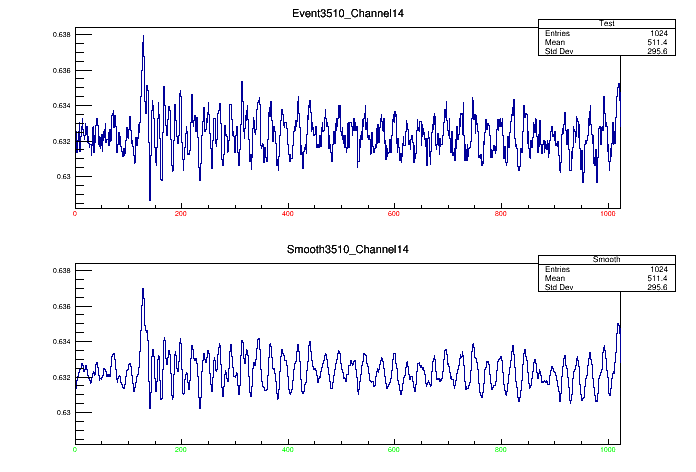 Event3510_Channel14
Test
Entries 1024
Mean 511.4
Std Dev 295.6
0.638
0.636
0.634
0.632
0.63
0 200 400 600 800 1000
Smooth3510_Channel14
Smooth
Entries 1024
Mean 511.4
Std Dev 295.6
0.638
0.636
0.634
0.632
0.63
0 200 400 600 800 1000